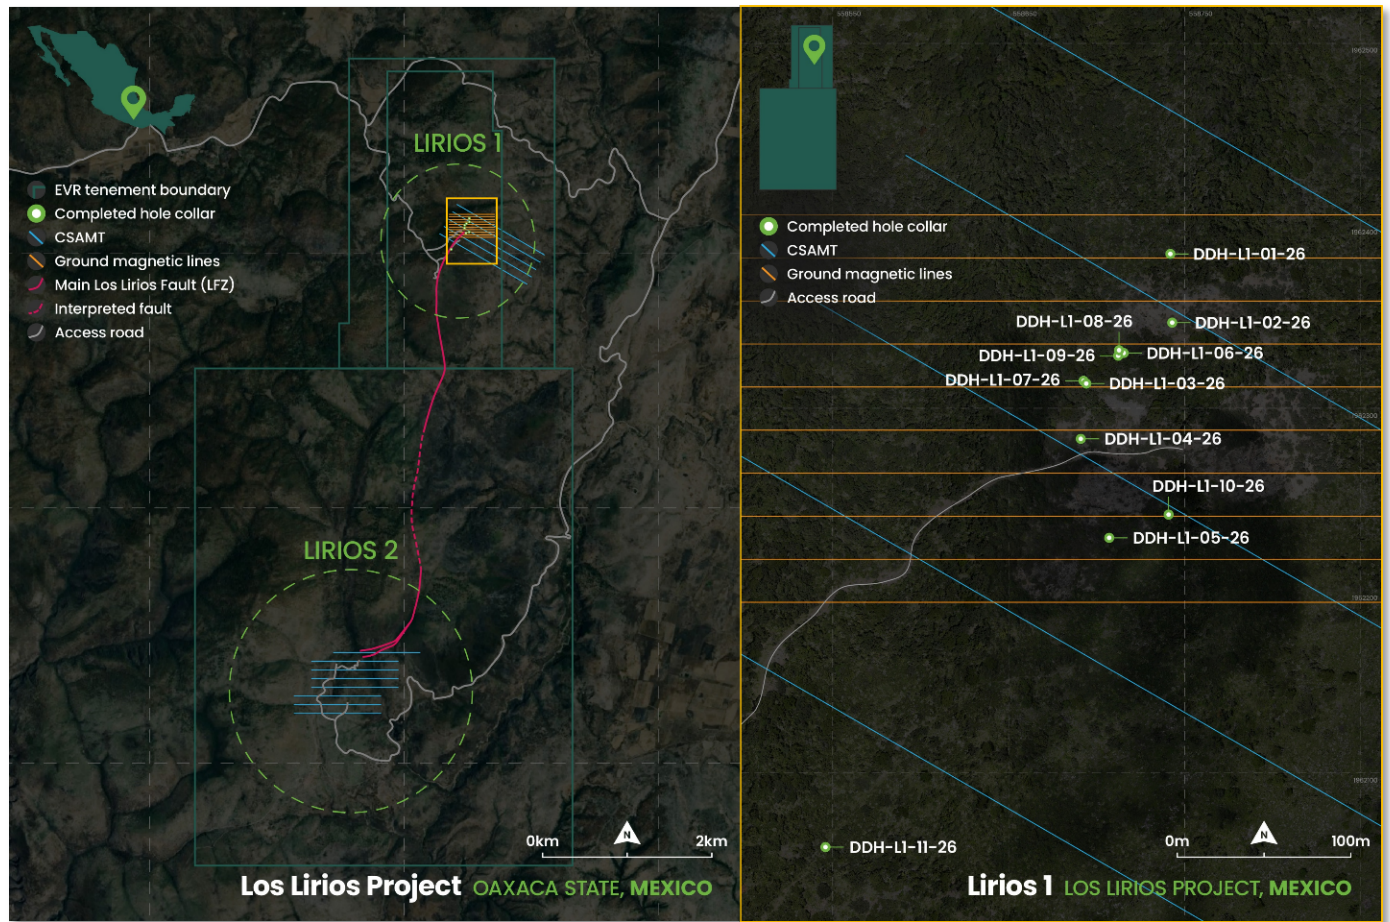 LIRIOS 1
EVR tenement boundary
Completed hole collar
CSAMT
Ground magnetic lines
Main Los Lirios Fault (LFZ)
Interpreted fault
Access road
LIRIOS 2
0km N 2km
Los Lirios Project OAXACA STATE, MEXICO
Completed hole collar
CSAMT
Ground magnetic lines
Access road
DDH-L1-01-26
DDH-L1-08-26
DDH-L1-02-26
DDH-L1-09-26
DDH-L1-06-26
DDH-L1-07-26
DDH-L1-03-26
DDH-L1-04-26
DDH-L1-10-26
DDH-L1-05-26
DDH-L1-11-26
0m N 100m
Lirios 1 LOS LIRIOS PROJECT, MEXICO